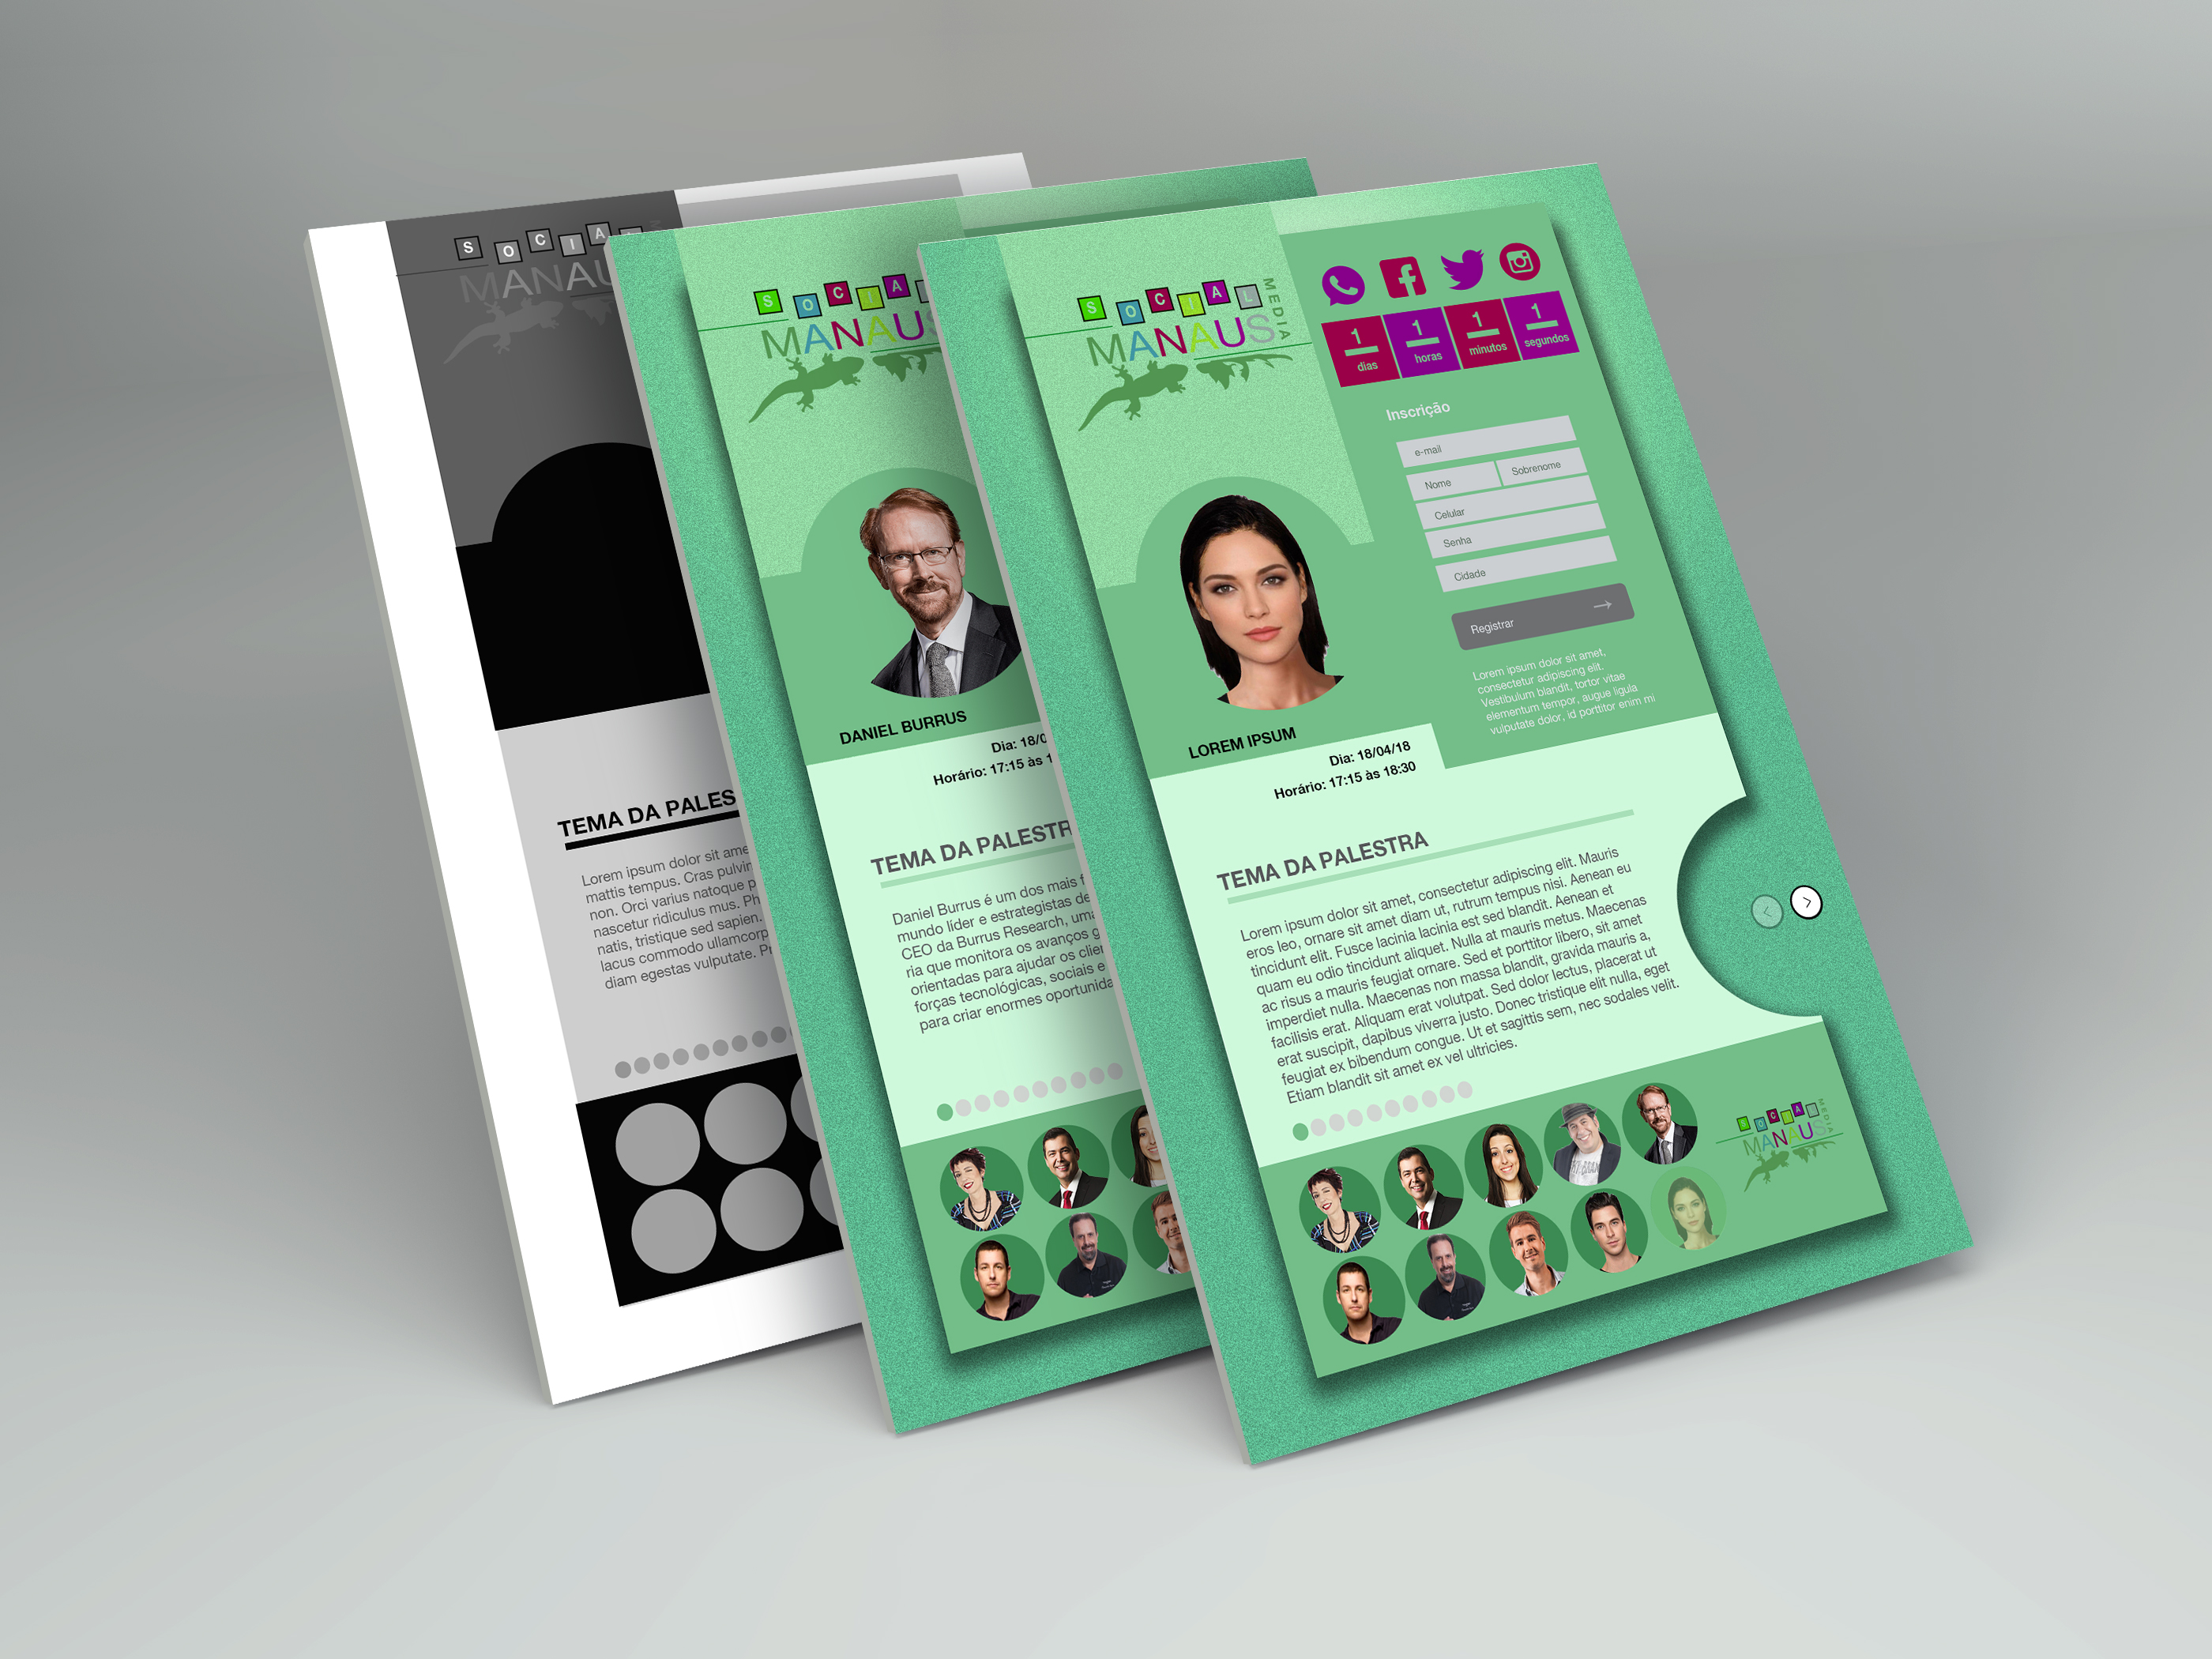 SOCIA
MANAU
TEMA DA PALES
Lorem ipsum dolor sit ame
mattis tempus. Cras pulvin
non. Orci varius natoque p
nascetur ridiculus mus. Ph
natis, tristique sed sapien.
lacus commodo ullamcorp
diam egestas vulputate. Pr
SOCIA
MANAUS
DANIEL BURRUS
Dia: 18/0
Horário: 17:15 às 1
TEMA DA PALESTR
Daniel Burrus é um dos mais f
mundo líder e estrategistas de
CEO da Burrus Research, uma
ria que monitora os avanços g
orientadas para ajudar os clien
forças tecnológicas, sociais e
para criar enormes oportunida
SOCIAL
MANAUS
MEDIA
1 dias
1 horas
1 minutos
1 segundos
Inscrição
e-mail
Nome
Sobrenome
Celular
Senha
Cidade
Registrar
Lorem ipsum dolor sit amet,
consectetur adipiscing elit.
Vestibulum blandit, tortor vitae
elementum tempor, augue ligula
vulputate dolor, id porttitor enim mi
LOREM IPSUM
Dia: 18/04/18
Horário: 17:15 às 18:30
TEMA DA PALESTRA
Lorem ipsum dolor sit amet, consectetur adipiscing elit. Mauris
eros leo, ornare sit amet diam ut, rutrum tempus nisi. Aenean eu
tincidunt elit. Fusce lacinia lacinia est sed blandit. Aenean et
quam eu odio tincidunt aliquet. Nulla at mauris metus. Maecenas
ac risus a mauris feugiat ornare. Sed et porttitor libero, sit amet
imperdiet nulla. Maecenas non massa blandit, gravida mauris a,
facilisis erat. Aliquam erat volutpat. Sed dolor lectus, placerat ut
erat suscipit, dapibus viverra justo. Donec tristique elit nulla, eget
feugiat ex bibendum congue. Ut et sagittis sem, nec sodales velit.
Etiam blandit sit amet ex vel ultricies.
SOCIAL
MANAUS
MEDIA